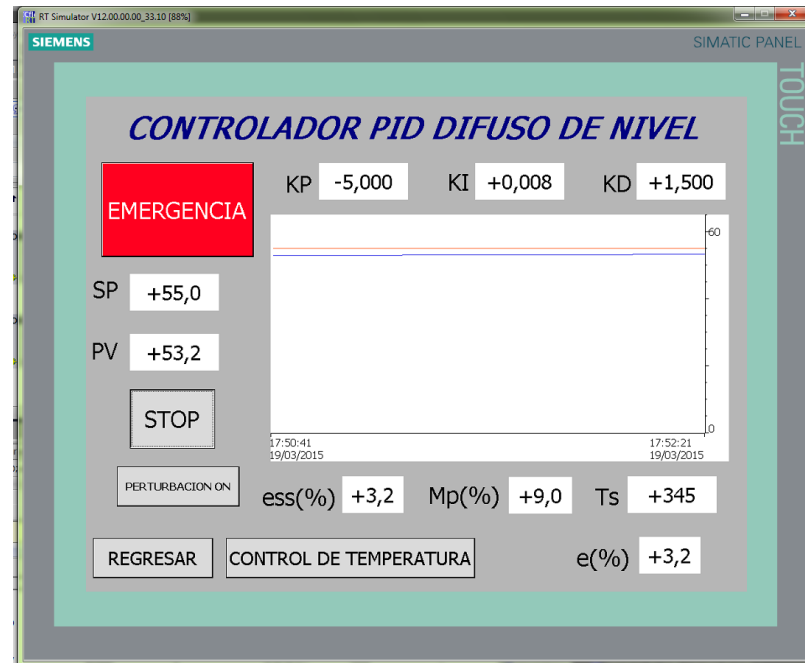 RT Simulator V12.00.00.00_33.10 [88%]
SIEMENS
SIMATIC PANEL
TOUCH
CONTROLADOR PID DIFUSO DE NIVEL
EMERGENCIA
KP -5,000 KI +0,008 KD +1,500
60
SP +55,0
PV +53,2
STOP
0
17:50:41
19/03/2015
17:52:21
19/03/2015
PERTURBACION ON
ess(%) +3,2 Mp(%) +9,0 Ts +345
REGRESAR
CONTROL DE TEMPERATURA
e(%) +3,2